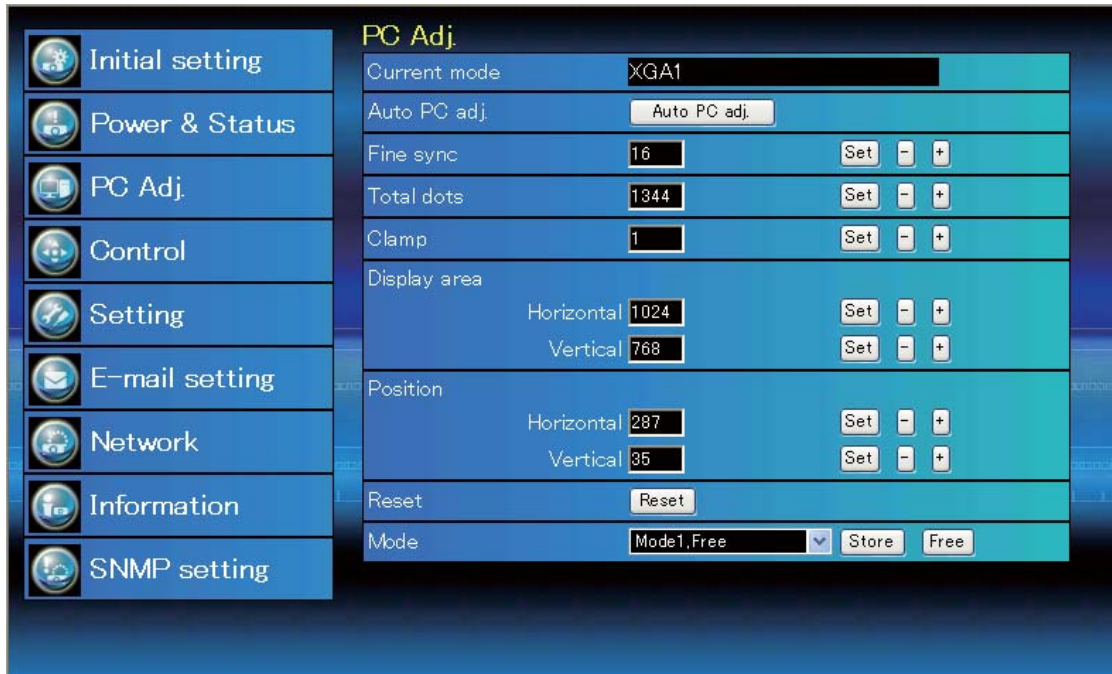 Initial setting
Power & Status
PC Adj.
Control
Setting
E-mail setting
Network
Information
SNMP setting
PC Adj.
Current mode XGA1
Auto PC adj. Auto PC adj.
Fine sync 16 Set - +
Total dots 1344 Set - +
Clamp 1 Set - +
Display area
Horizontal 1024 Set - +
Vertical 768 Set - +
Position
Horizontal 287 Set - +
Vertical 35 Set - +
Reset Reset
Mode Mode1,Free Store Free